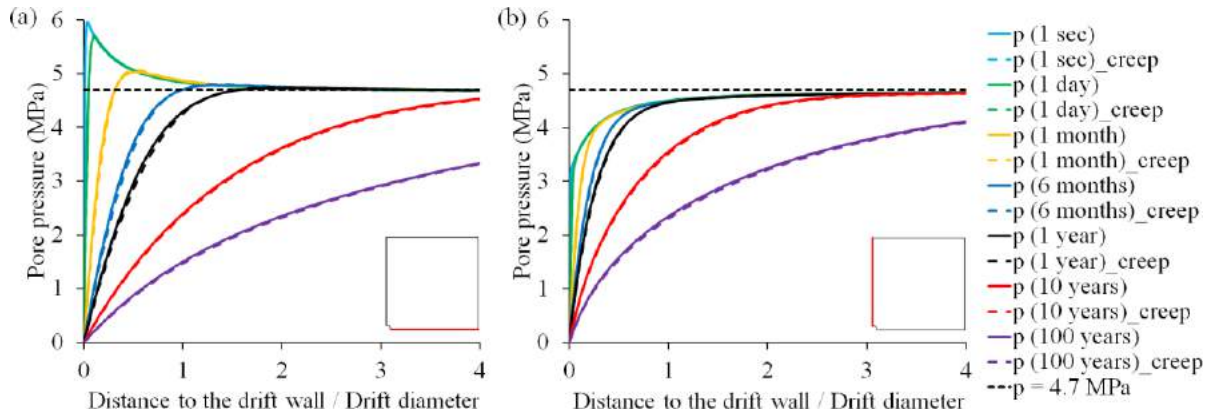 (a)
6
5
4
3
2
1
0
Pore pressure (MPa)
0 1 2 3 4
Distance to the drift wall / Drift diameter
(b)
6
5
4
3
2
1
0
Pore pressure (MPa)
0 1 2 3 4
Distance to the drift wall / Drift diameter
p (1 sec)
p (1 sec)_creep
p (1 day)
p (1 day)_creep
p (1 month)
p (1 month)_creep
p (6 months)
p (6 months)_creep
p (1 year)
p (1 year)_creep
p (10 years)
p (10 years)_creep
p (100 years)
p (100 years)_creep
p = 4.7 MPa